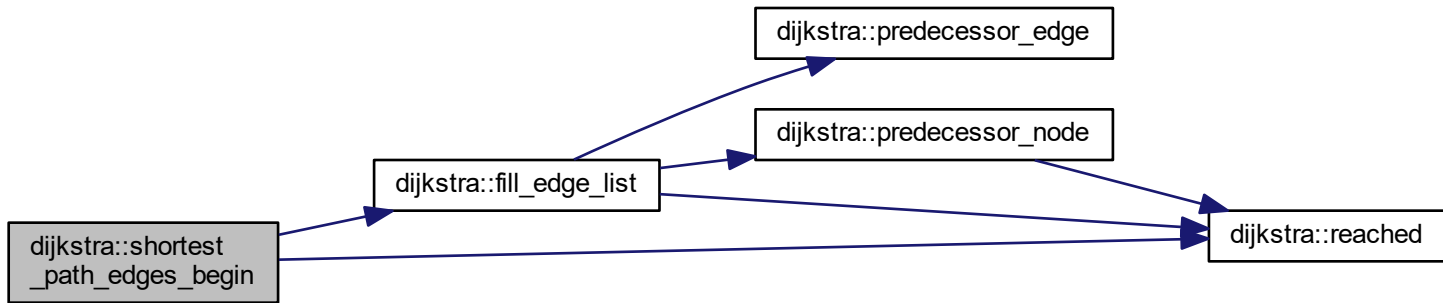 dijkstra::predecessor_edge
dijkstra::predecessor_node
dijkstra::fill_edge_list
dijkstra::shortest
_path_edges_begin
dijkstra::reached